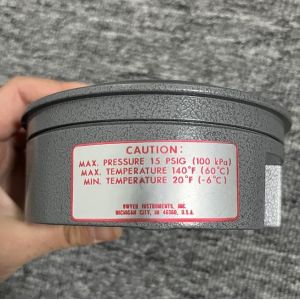 CAUTION:
MAX. PRESSURE 15 PSIG (100 kPa)
MAX. TEMPERATURE 140°F (60°C)
MIN. TEMPERATURE 20°F (-6°C)
DWYER INSTRUMENTS, INC.
MICHIGAN CITY, IN 46360, U.S.A.